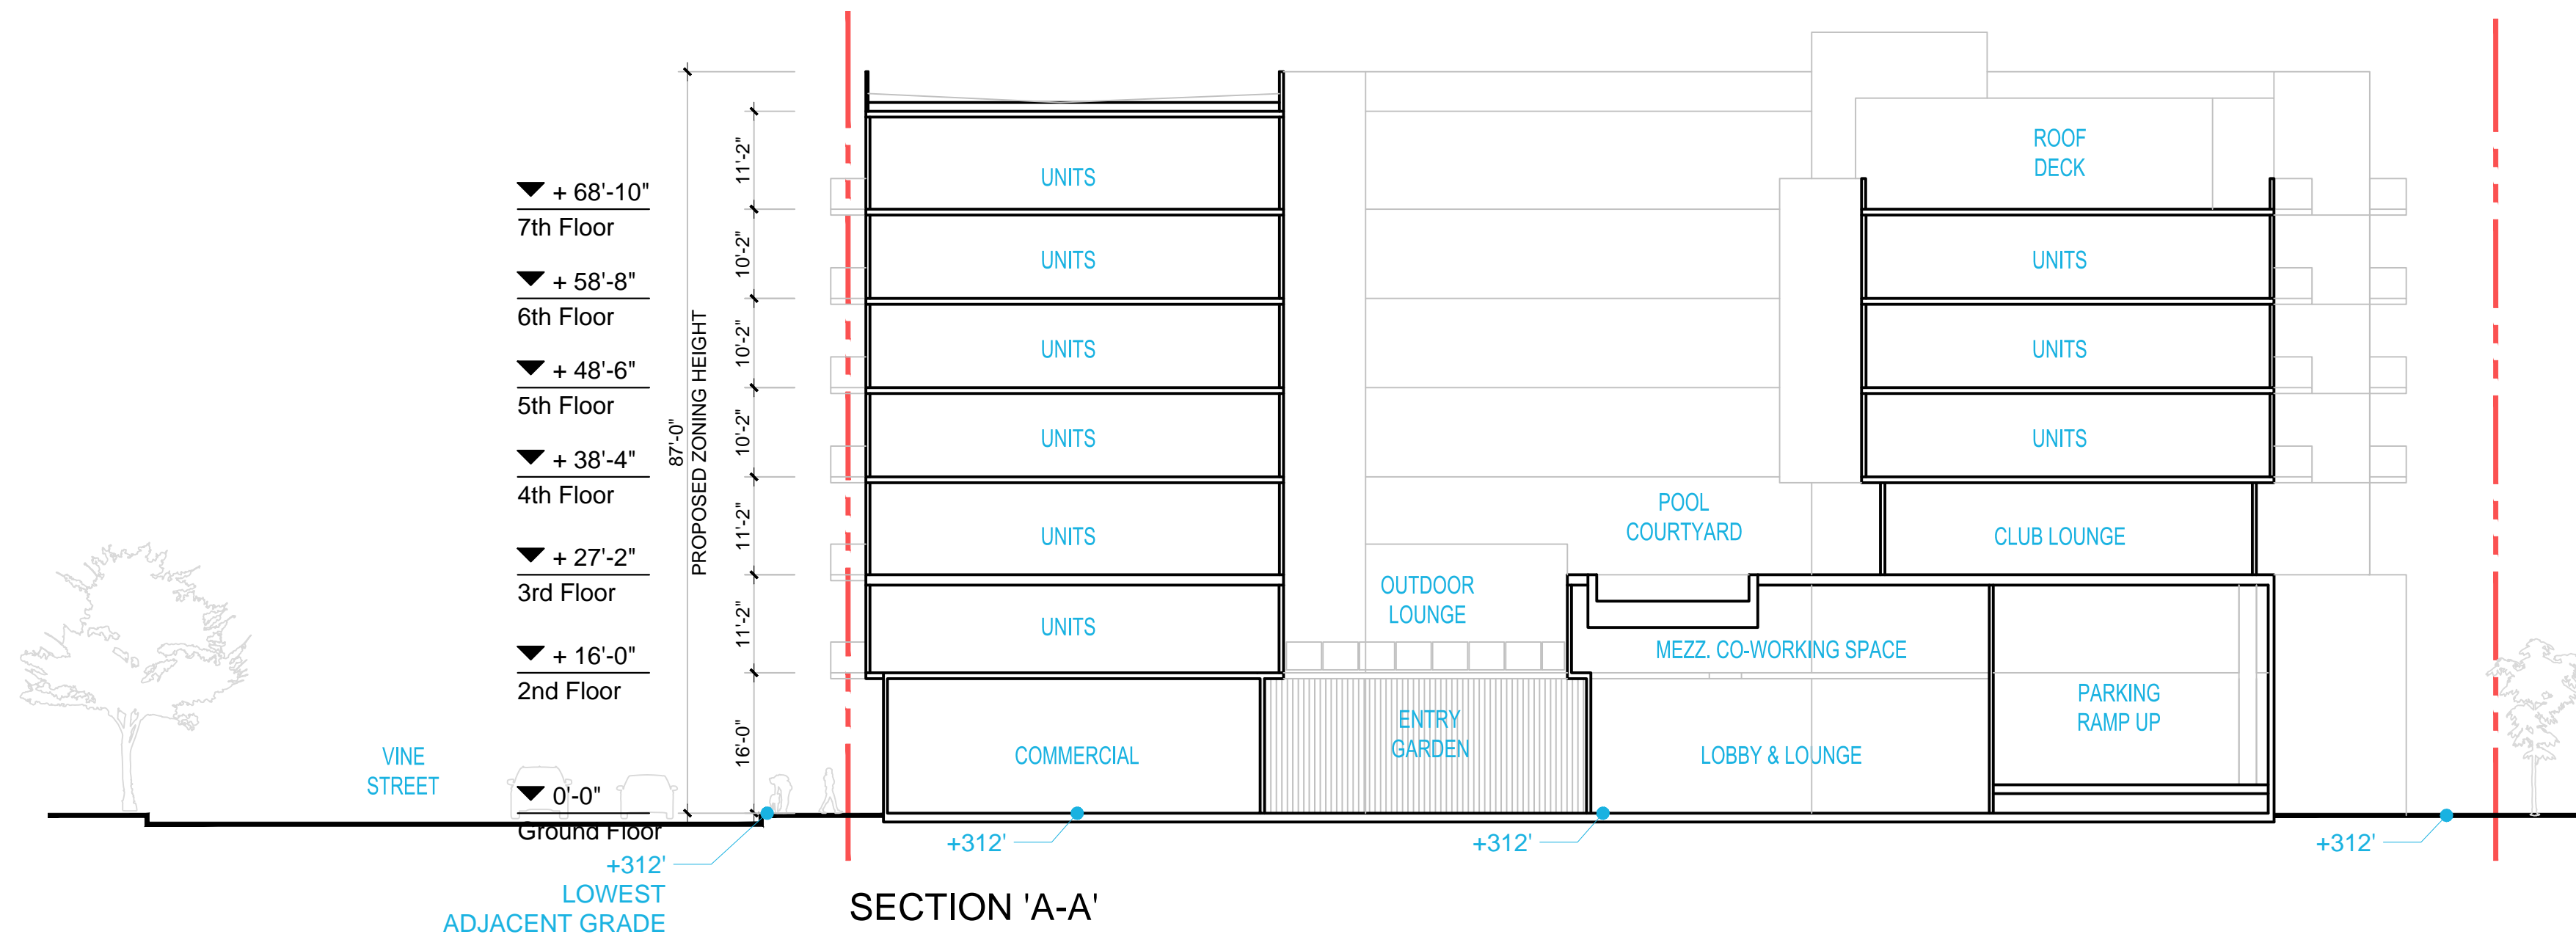 ROOF
DECK
11'-2"
UNITS
+ 68'-10"
7th Floor
10'-2"
UNITS
UNITS
+ 58'-8"
6th Floor
10'-2"
UNITS
UNITS
+ 48'-6"
5th Floor
87'-0"
PROPOSED ZONING HEIGHT
10'-2"
UNITS
UNITS
+ 38'-4"
4th Floor
11'-2"
UNITS
POOL
COURTYARD
CLUB LOUNGE
+ 27'-2"
3rd Floor
11'-2"
UNITS
OUTDOOR
LOUNGE
MEZZ. CO-WORKING SPACE
+ 16'-0"
2nd Floor
16'-0"
COMMERCIAL
ENTRY
GARDEN
LOBBY & LOUNGE
PARKING
RAMP UP
VINE
STREET
0'-0"
Ground Floor
+312'
LOWEST
ADJACENT GRADE
+312'
+312'
+312'
SECTION 'A-A'